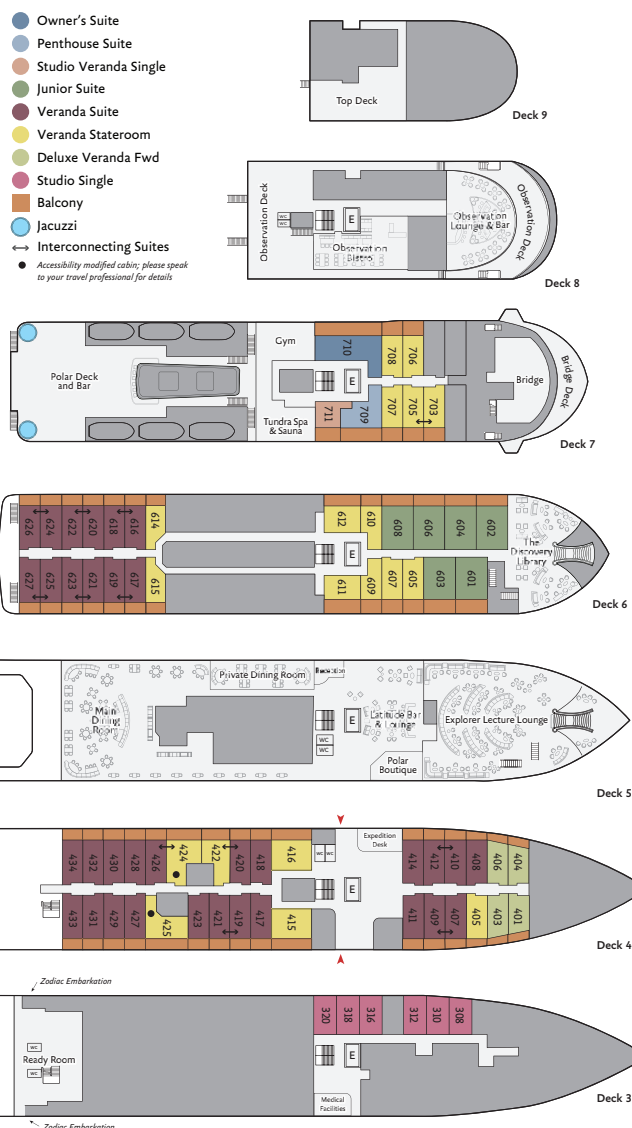 Owner's Suite
Penthouse Suite
Studio Veranda Single
Junior Suite
Veranda Suite
Veranda Stateroom
Deluxe Veranda Fwd
Studio Single
Balcony
Jacuzzi
Interconnecting Suites
Accessibility modified cabin; please speak
to your travel professional for details
Top Deck
Deck 9
Observation Deck
WC
WC
E
Observation
Bistro
Observation
Lounge & Bar
Observation Deck
Deck 8
Polar Deck
and Bar
Gym
Tundra Spa
& Sauna
710
708
706
E
711
709
707
705
703
Bridge
Bridge Deck
Deck 7
626
624
622
620
618
616
614
612
610
608
606
604
602
E
The
Discovery
Library
627
625
623
621
619
617
615
611
609
607
605
603
601
Deck 6
Main
Dining
Room
Private Dining Room
Reception
E
WC
WC
Latitude Bar
& Lounge
Explorer Lecture Lounge
Polar
Boutique
Deck 5
434
432
430
428
426
424
422
420
418
416
WC
WC
Expedition
Desk
414
412
410
408
406
404
E
433
431
429
427
425
423
421
419
417
415
411
409
407
405
403
401
Deck 4
Zodiac Embarkation
320
318
316
312
310
308
WC
Ready Room
WC
E
Medical
Facilities
Deck 3
Zodiac Embarkation